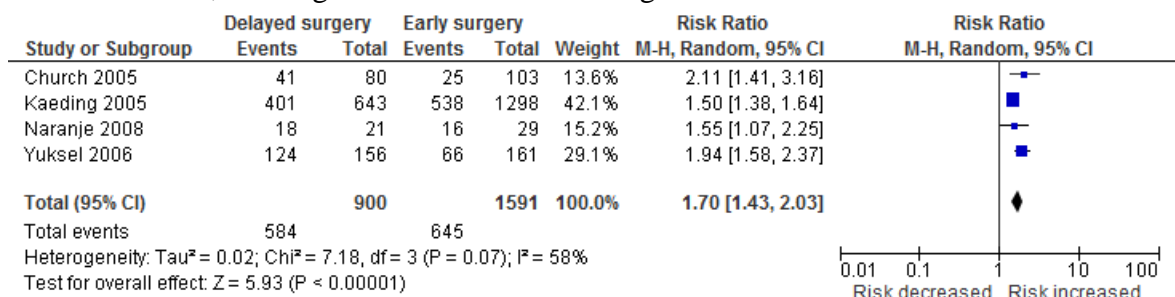 Delayed surgery Early surgery Risk Ratio Risk Ratio
Study or Subgroup Events Total Events Total Weight M-H, Random, 95% CI M-H, Random, 95% CI
Church 2005 41 80 25 103 13.6% 2.11 [1.41, 3.16]
Kaeding 2005 401 643 538 1298 42.1% 1.50 [1.38, 1.64]
Naranje 2008 18 21 16 29 15.2% 1.55 [1.07, 2.25]
Yuksel 2006 124 156 66 161 29.1% 1.94 [1.58, 2.37]
Total (95% CI) 900 1591 100.0% 1.70 [1.43, 2.03]
Total events 584 645
Heterogeneity: Tau² = 0.02; Chi² = 7.18, df = 3 (P = 0.07); I² = 58%
Test for overall effect: Z = 5.93 (P < 0.00001)
0.01 0.1 1 10 100
Risk decreased Risk increased